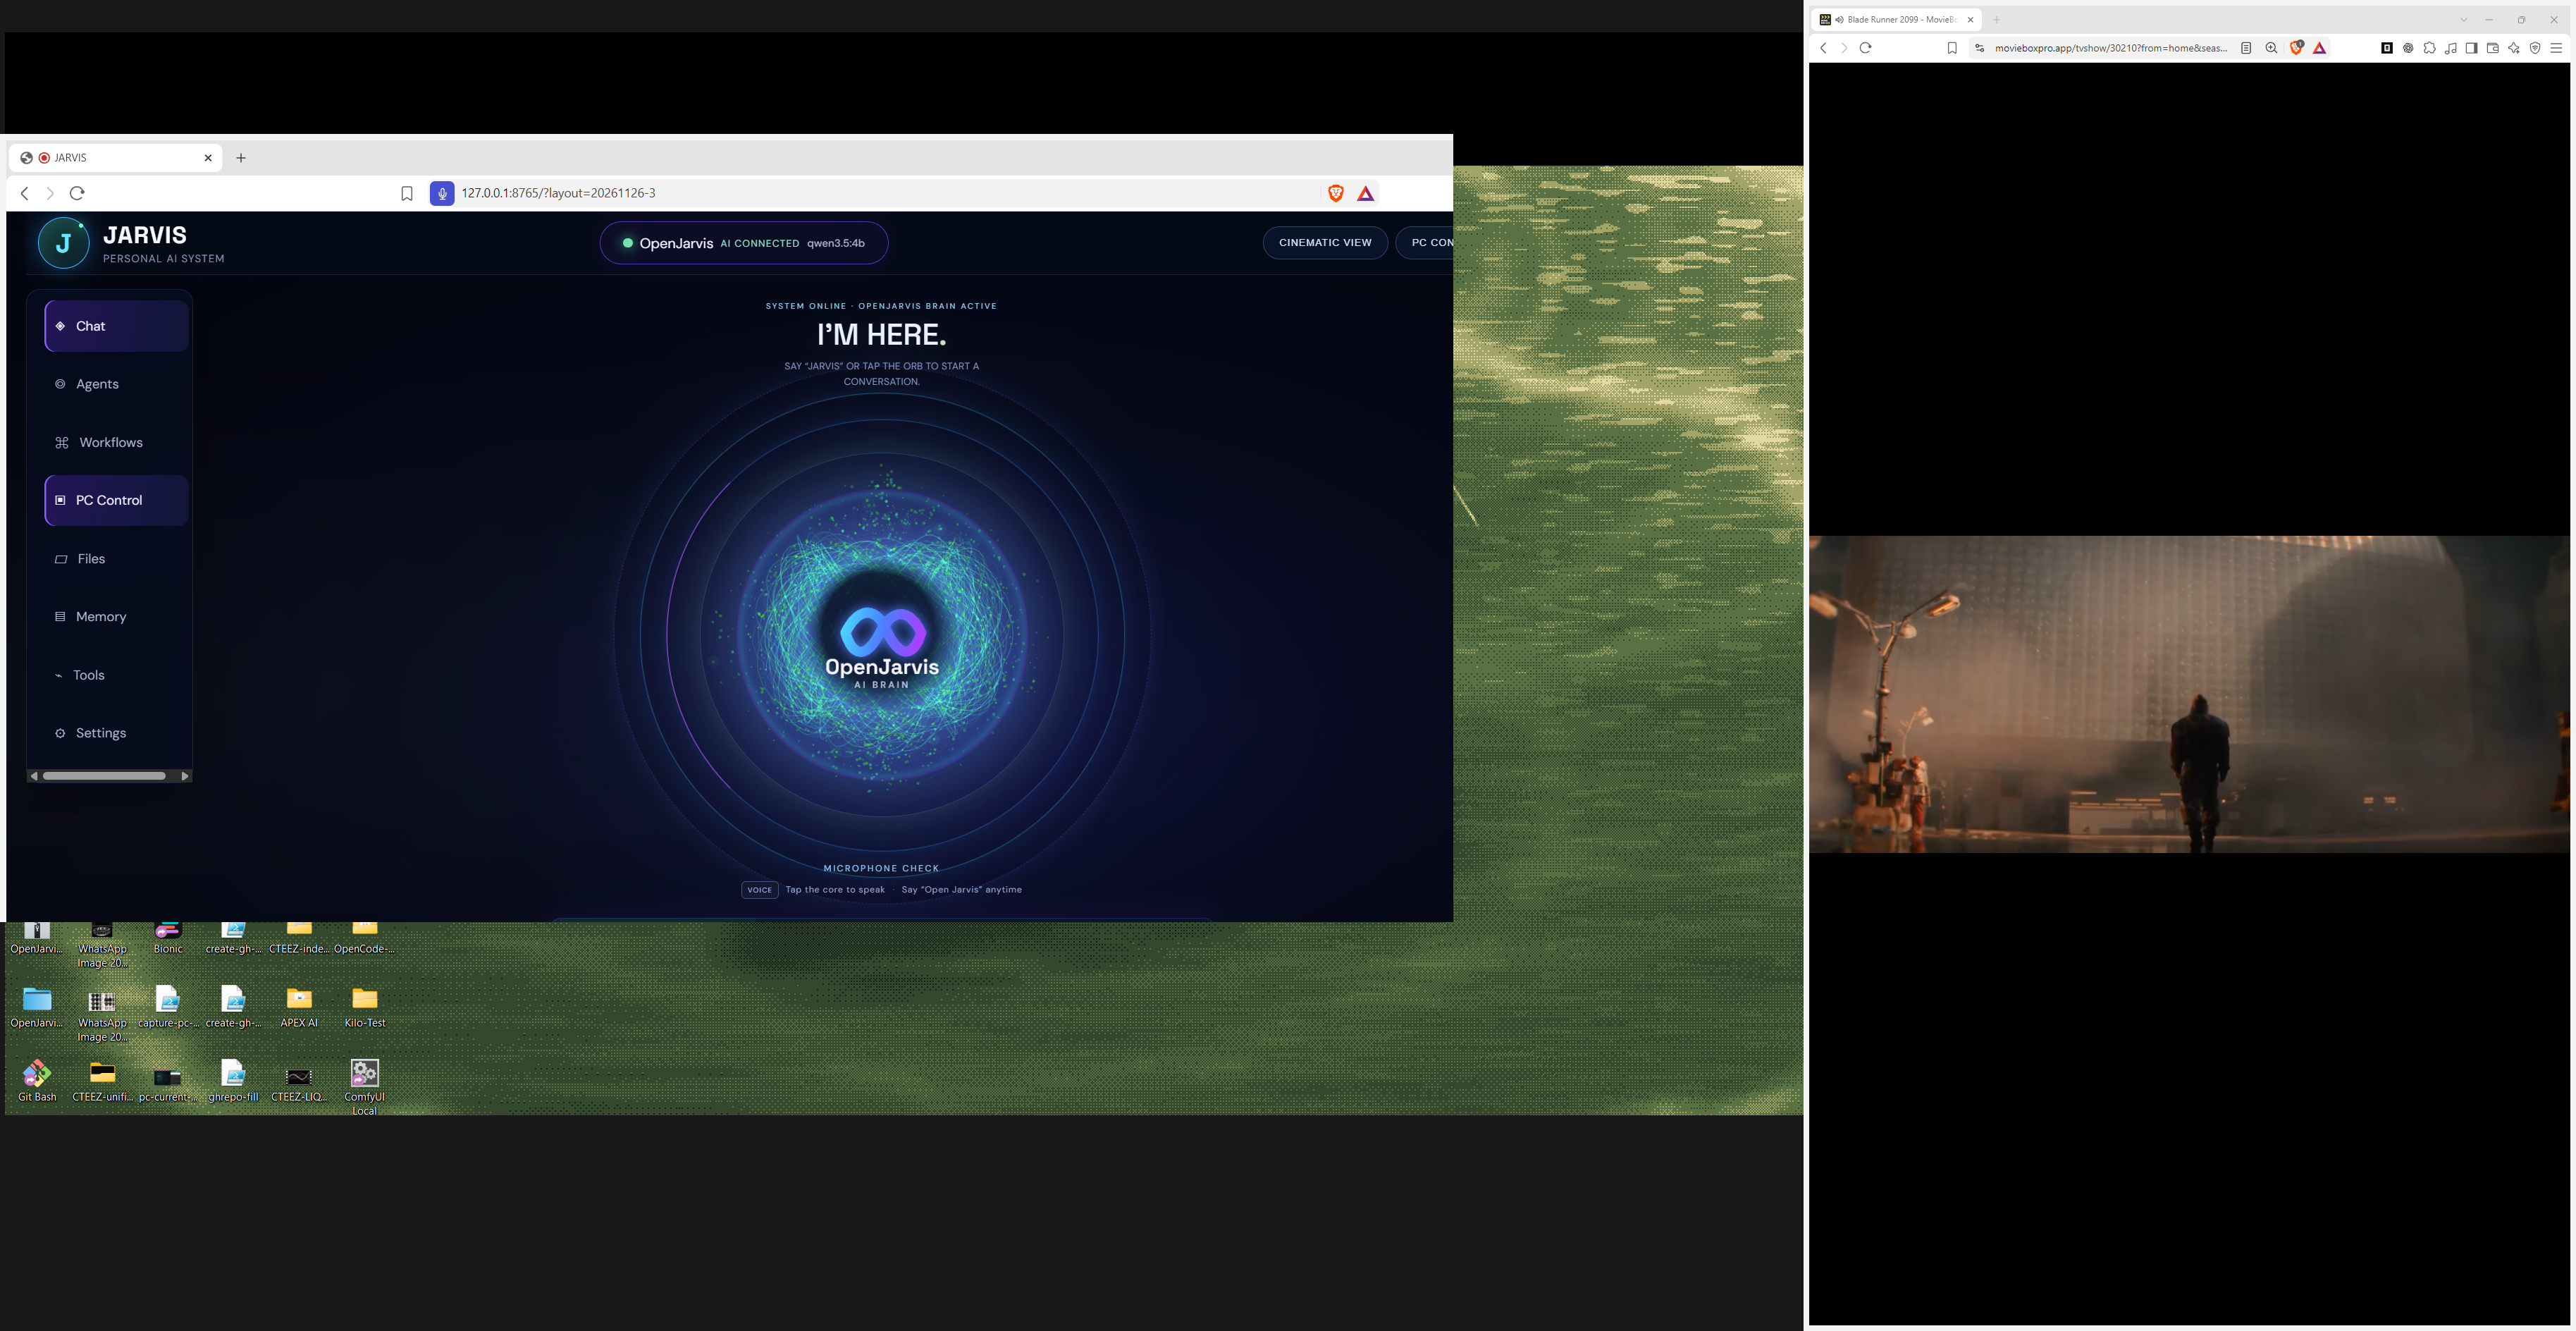 JARVIS
127.0.0.1:8765/?layout=20261126-3
J
JARVIS
PERSONAL AI SYSTEM
OpenJarvis AI CONNECTED qwen3.5:4b
CINEMATIC VIEW
PC CON
Chat
Agents
Workflows
PC Control
Files
Memory
Tools
Settings
SYSTEM ONLINE · OPENJARVIS BRAIN ACTIVE
I'M HERE.
SAY “JARVIS” OR TAP THE ORB TO START A
CONVERSATION.
OpenJarvis
AI BRAIN
MICROPHONE CHECK
VOICE Tap the core to speak · Say “Open Jarvis” anytime
OpenJarvi...
WhatsApp
Image 20...
Bionic
create-gh-...
CTEEZ-inde...
OpenCode-...
OpenJarvi...
WhatsApp
Image 20...
capture-pc-...
create-gh-...
APEX AI
Kilo-Test
Git Bash
CTEEZ-unifi...
pc-current-...
ghrepo-fill
CTEEZ-LIQ...
ComfyUI
Local
Blade Runner 2099 - MovieB
movieboxpro.app/tvshow/30210?from=home&seas...